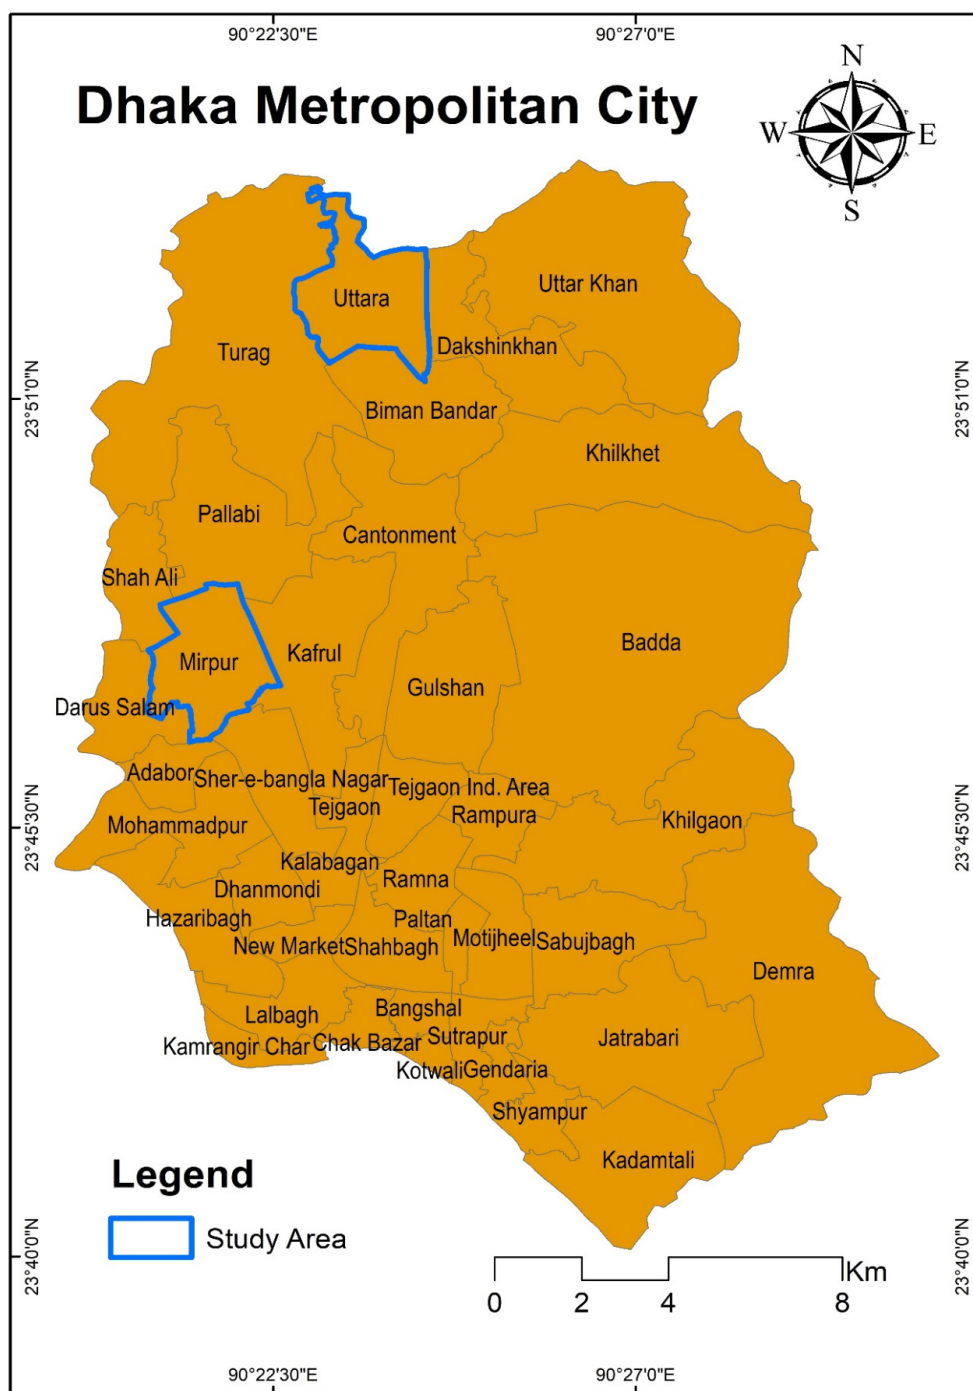 90°22'30"E
90°27'0"E
Dhaka Metropolitan City
N
W
E
S
Uttar Khan
Uttara
Dakshinkhan
Turag
23°51'0"N
23°51'0"N
Biman Bandar
Khilkhet
Pallabi
Cantonment
Shah Ali
Badda
Kafrul
Mirpur
Gulshan
Darus Salam
Adabor
Sher-e-bangla Nagar
Tejgaon Ind. Area
Tejgaon
Rampura
Khilgaon
Mohammadpur
23°45'30"N
23°45'30"N
Kalabagan
Ramna
Dhanmondi
Hazaribagh
Paltan
New Market
Shahbagh
Motijheel
Sabujbagh
Demra
Lalbagh
Bangshal
Kamrangir Char
Chak Bazar
Sutrapur
Jatrabari
Kotwali
Gendaria
Shyampur
Kadamtali
Legend
Study Area
23°40'0"N
23°40'0"N
Km
0 2 4 8
90°22'30"E
90°27'0"E